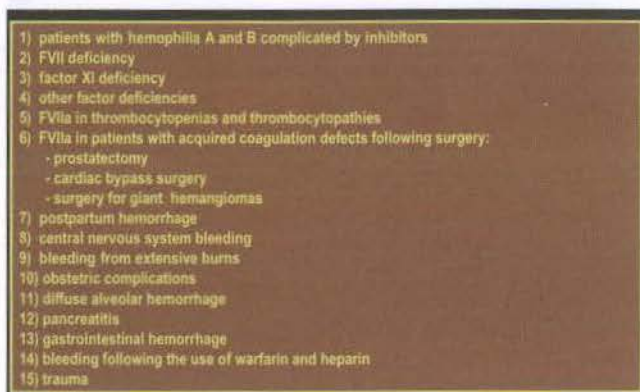 1) patients with hemophilia A and B complicated by inhibitors
2) FVII deficiency
3) factor XI deficiency
4) other factor deficiencies
5) FVIIa in thrombocytopenias and thrombocytopathies
6) FVIIa in patients with acquired coagulation defects following surgery:
- prostatectomy
- cardiac bypass surgery
- surgery for giant hemangiomas
7) postpartum hemorrhage
8) central nervous system bleeding
9) bleeding from extensive burns
10) obstetric complications
11) diffuse alveolar hemorrhage
12) pancreatitis
13) gastrointestinal hemorrhage
14) bleeding following the use of warfarin and heparin
15) trauma